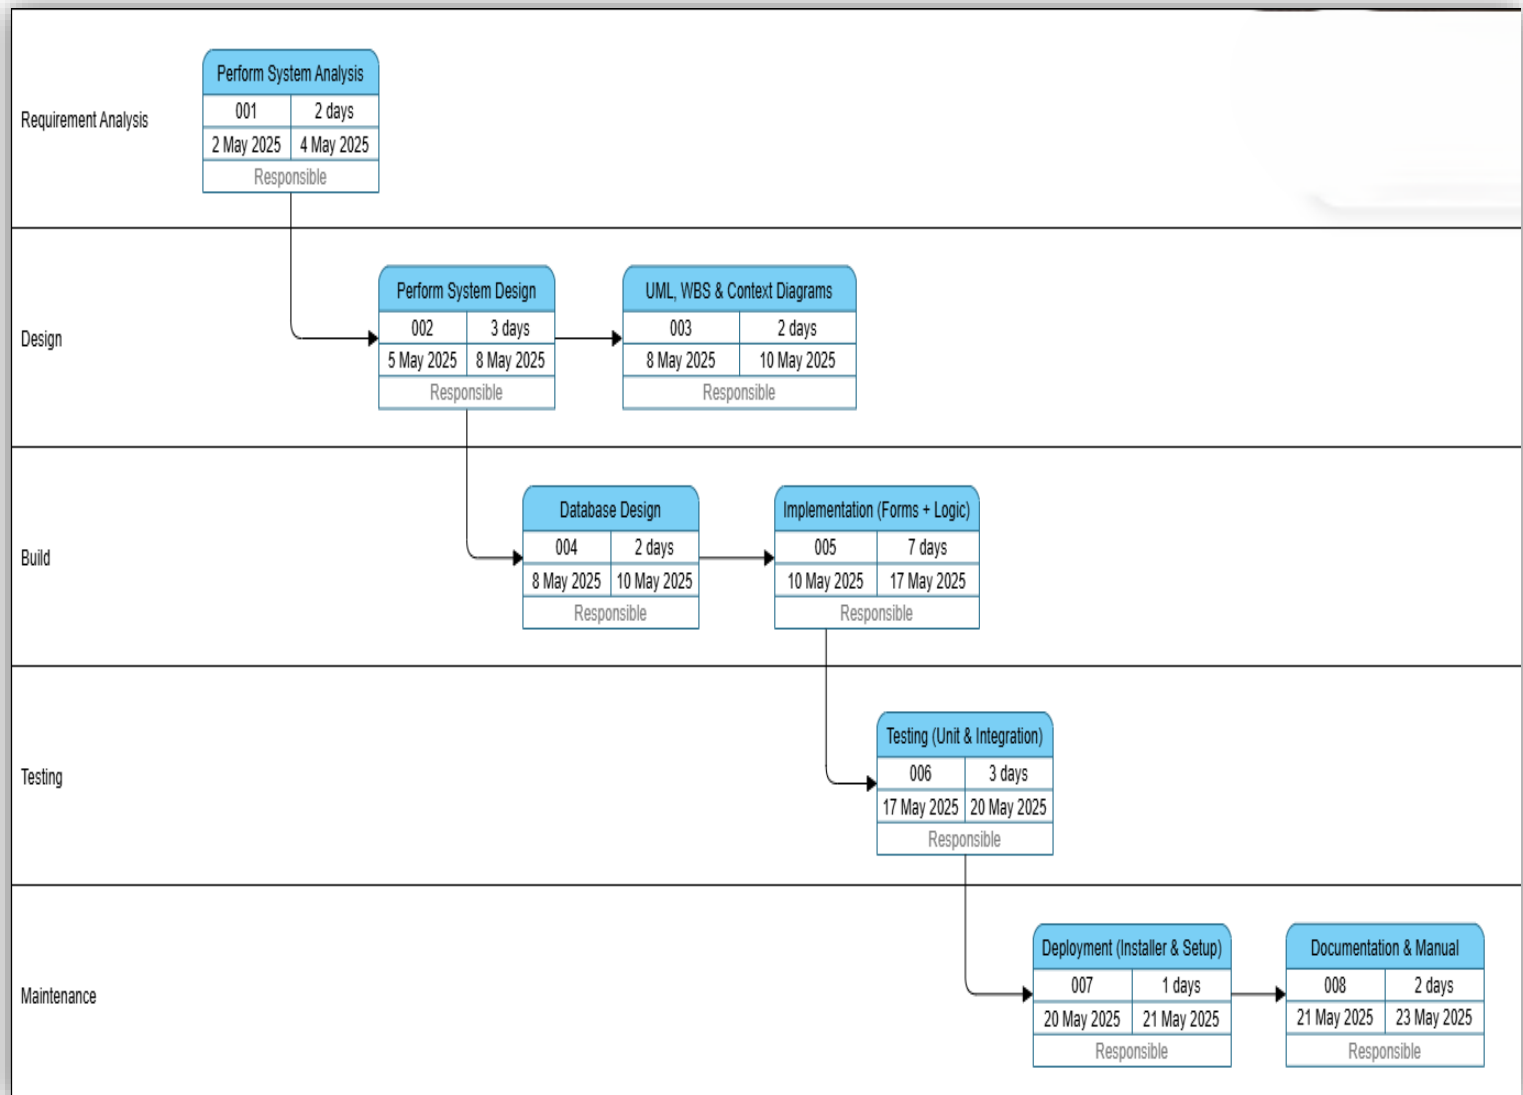 Requirement Analysis
Perform System Analysis
001 2 days
2 May 2025 4 May 2025
Responsible
Design
Perform System Design
002 3 days
5 May 2025 8 May 2025
Responsible
UML, WBS & Context Diagrams
003 2 days
8 May 2025 10 May 2025
Responsible
Build
Database Design
004 2 days
8 May 2025 10 May 2025
Responsible
Implementation (Forms + Logic)
005 7 days
10 May 2025 17 May 2025
Responsible
Testing
Testing (Unit & Integration)
006 3 days
17 May 2025 20 May 2025
Responsible
Maintenance
Deployment (Installer & Setup)
007 1 days
20 May 2025 21 May 2025
Responsible
Documentation & Manual
008 2 days
21 May 2025 23 May 2025
Responsible